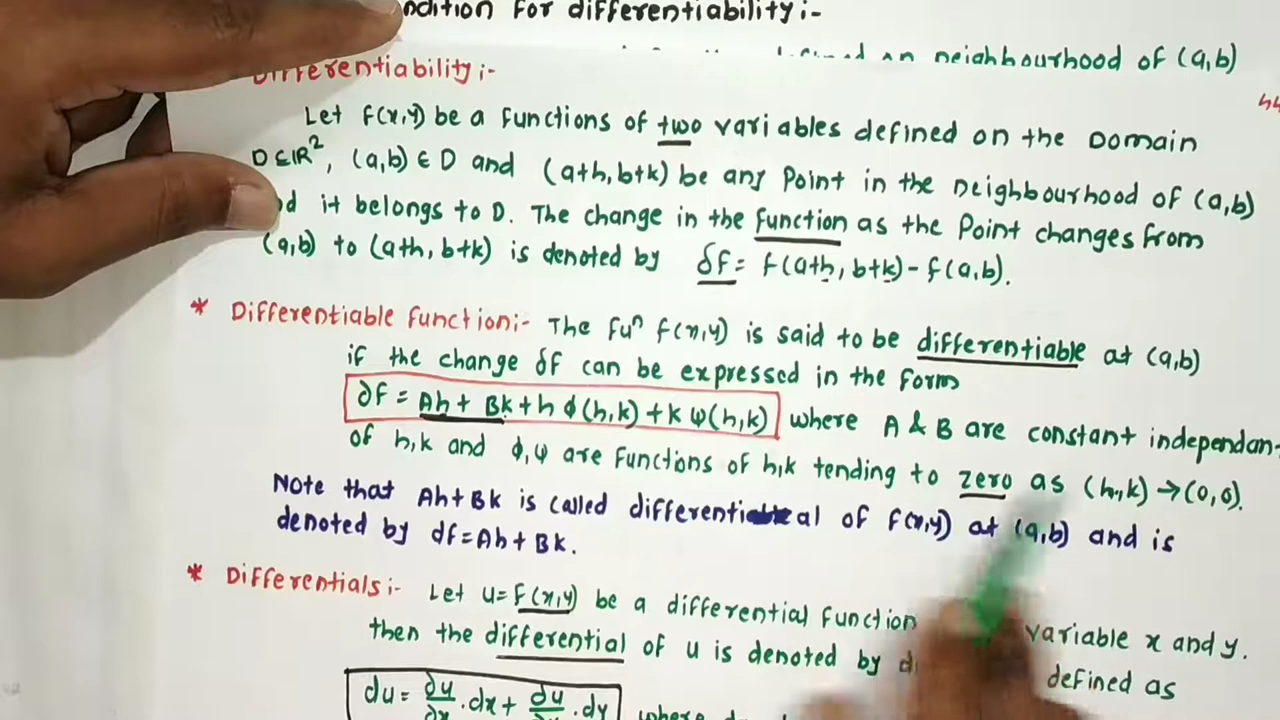 ndition for differentiability:-
an neighbourhood of (a,b)
Differentiability:-
Let f(x,y) be a functions of two variables defined on the Domain
D⊆IR², (a,b) ∈ D and (a+h, b+k) be any Point in the neighbourhood of (a,b)
nd it belongs to D. The change in the function as the Point changes from
(a,b) to (a+h, b+k) is denoted by δf = f(a+h, b+k) - f(a,b).
* Differentiable function:- The fuⁿ f(x,y) is said to be differentiable at (a,b)
if the change δf can be expressed in the form
∂f = Ah + Bk + h ϕ(h,k) + k ψ(h,k) where A & B are constant independan
of h,k and ϕ,ψ are functions of h,k tending to zero as (h,k) → (0,0).
Note that Ah+Bk is called differential of f(x,y) at (a,b) and is
denoted by df = Ah + Bk.
* Differentials:- Let u = f(x,y) be a differential function variable x and y.
then the differential of u is denoted by d defined as
du = ∂u/∂x . dx + ∂u/∂x . dy where